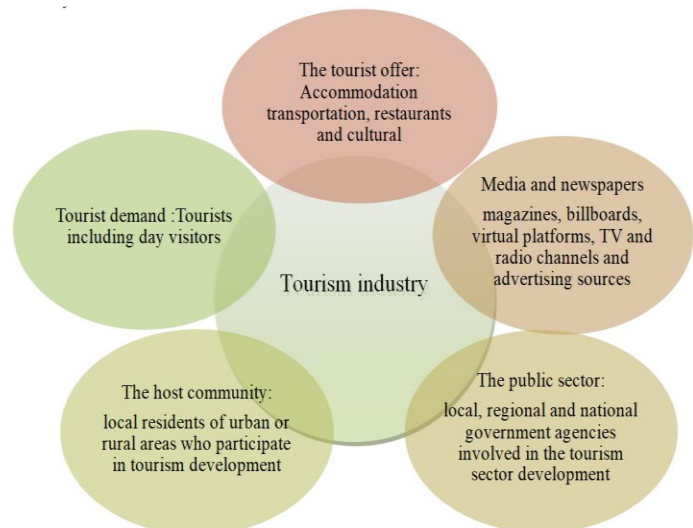 The tourist offer:
Accommodation
transportation, restaurants
and cultural
Media and newspapers
magazines, billboards,
virtual platforms, TV and
radio channels and
advertising sources
Tourist demand :Tourists
including day visitors
Tourism industry
The host community:
local residents of urban or
rural areas who participate
in tourism development
The public sector:
local, regional and national
government agencies
involved in the tourism
sector development